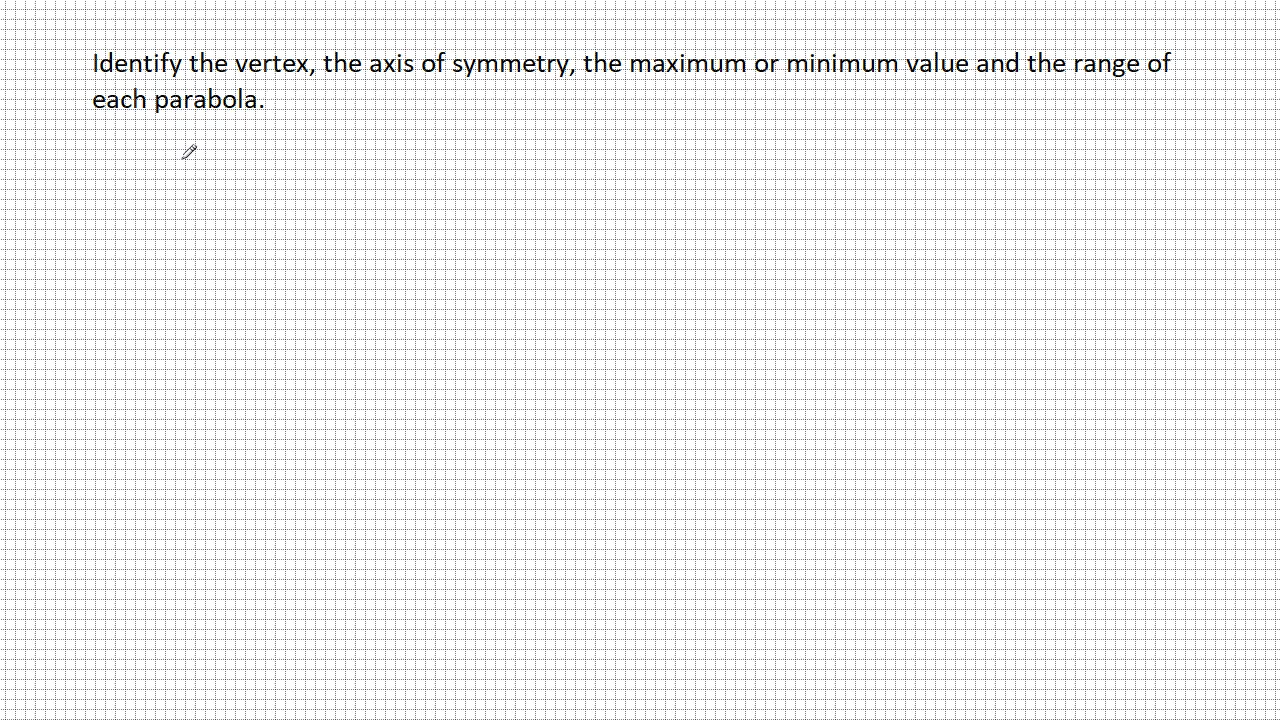 Identify the vertex, the axis of symmetry, the maximum or minimum value and the range of
each parabola.